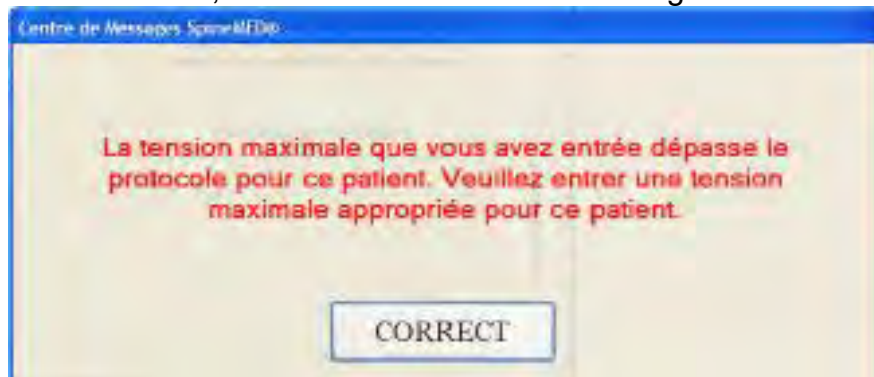 Centre de Messages SpineMED®
La tension maximale que vous avez entrée dépasse le
protocole pour ce patient. Veuillez entrer une tension
maximale appropriée pour ce patient.
CORRECT